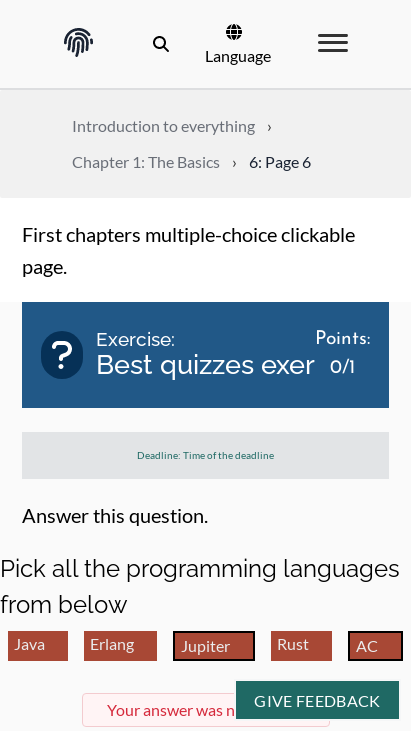 Language
Introduction to everything ›
Chapter 1: The Basics › 6: Page 6
First chapters multiple-choice clickable
page.
Exercise:
Best quizzes exer
Points:
0/1
Deadline: Time of the deadline
Answer this question.
Pick all the programming languages
from below
Java Erlang Jupiter Rust AC
Your answer was n
GIVE FEEDBACK